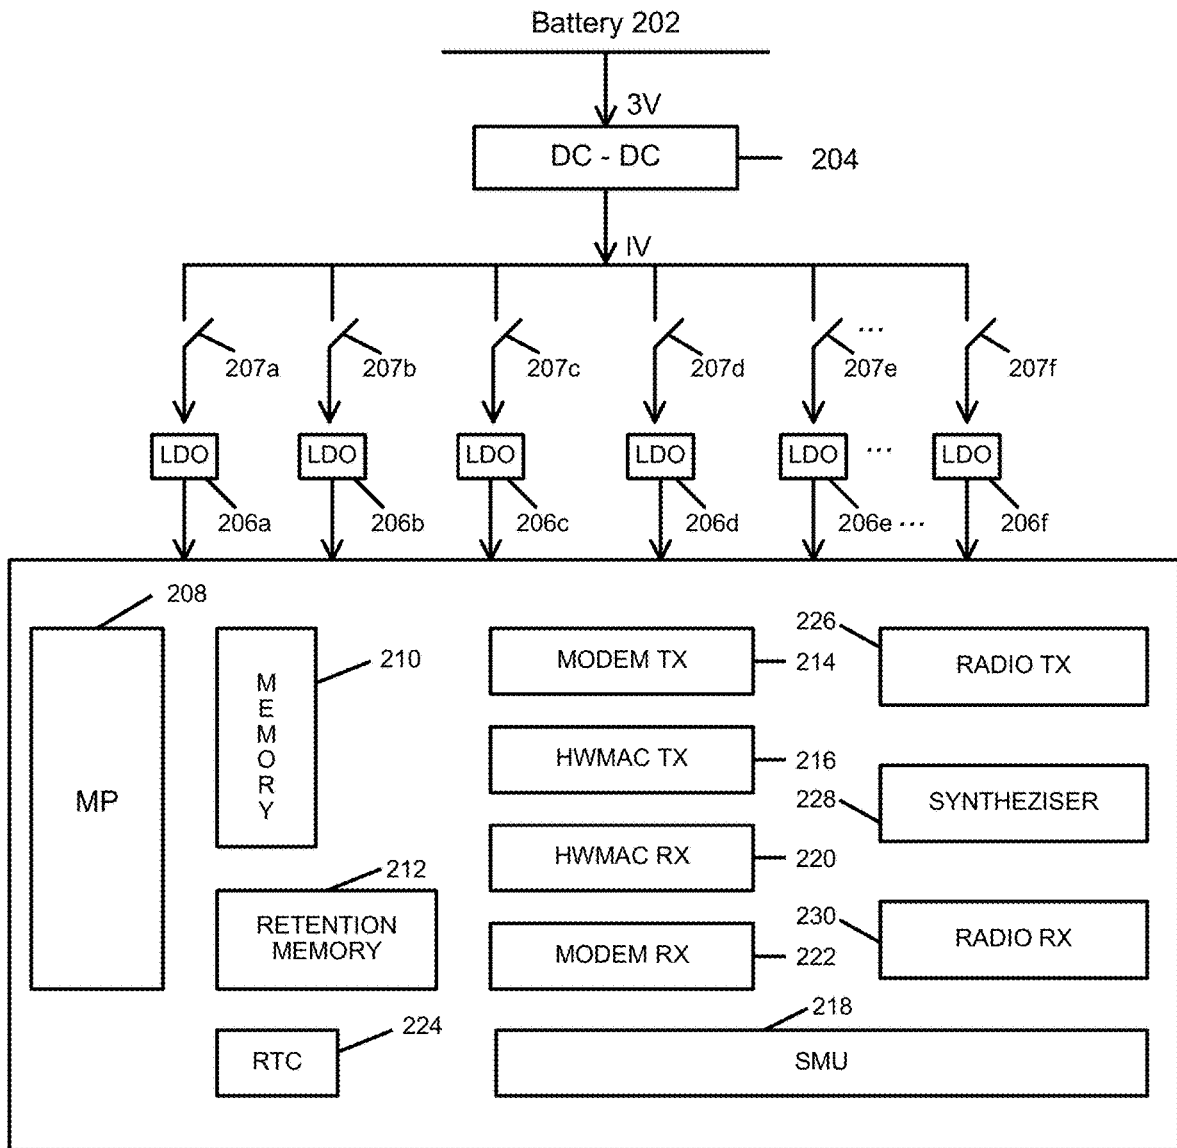 Battery 202
3V
DC - DC
204
IV
207a
207b
207c
207d
207e
...
207f
LDO
LDO
LDO
LDO
LDO
...
LDO
206a
206b
206c
206d
206e...
206f
208
MP
MEMORY
210
212
RETENTION
MEMORY
224
RTC
MODEM TX
214
HWMAC TX
216
HWMAC RX
220
MODEM RX
222
226
RADIO TX
228
SYNTHEZISER
230
RADIO RX
218
SMU